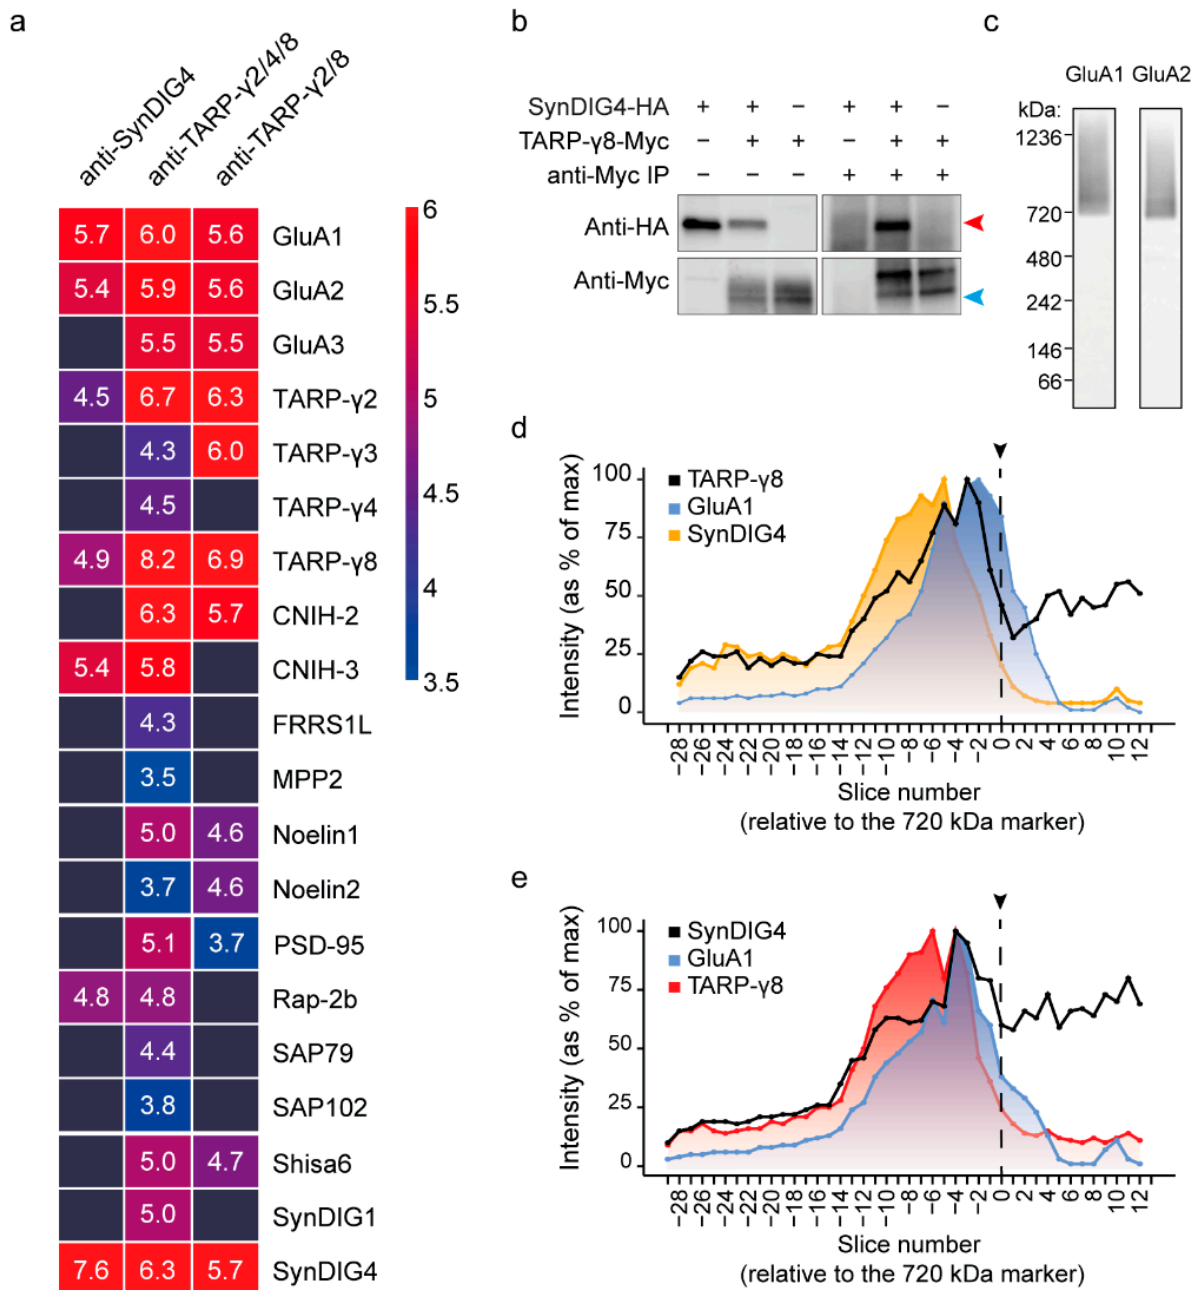 a
anti-SynDIG4
anti-TARP-γ2/4/8
anti-TARP-γ2/8
5.7 6.0 5.6 GluA1
5.4 5.9 5.6 GluA2
5.5 5.5 GluA3
4.5 6.7 6.3 TARP-γ2
4.3 6.0 TARP-γ3
4.5 TARP-γ4
4.9 8.2 6.9 TARP-γ8
6.3 5.7 CNIH-2
5.4 5.8 CNIH-3
4.3 FRRS1L
3.5 MPP2
5.0 4.6 Noelin1
3.7 4.6 Noelin2
5.1 3.7 PSD-95
4.8 4.8 Rap-2b
4.4 SAP79
3.8 SAP102
5.0 4.7 Shisa6
5.0 SynDIG1
7.6 6.3 5.7 SynDIG4
6
5.5
5
4.5
4
3.5
b
SynDIG4-HA + + − + + −
TARP-γ8-Myc − + + − + +
anti-Myc IP − − − + + +
Anti-HA
Anti-Myc
c
GluA1 GluA2
kDa:
1236
720
480
242
146
66
d
Intensity (as % of max)
100
75
50
25
0
TARP-γ8
GluA1
SynDIG4
−28 −26 −24 −22 −20 −18 −16 −14 −12 −10 −8 −6 −4 −2 0 2 4 6 8 10 12
Slice number
(relative to the 720 kDa marker)
e
Intensity (as % of max)
100
75
50
25
0
SynDIG4
GluA1
TARP-γ8
−28 −26 −24 −22 −20 −18 −16 −14 −12 −10 −8 −6 −4 −2 0 2 4 6 8 10 12
Slice number
(relative to the 720 kDa marker)